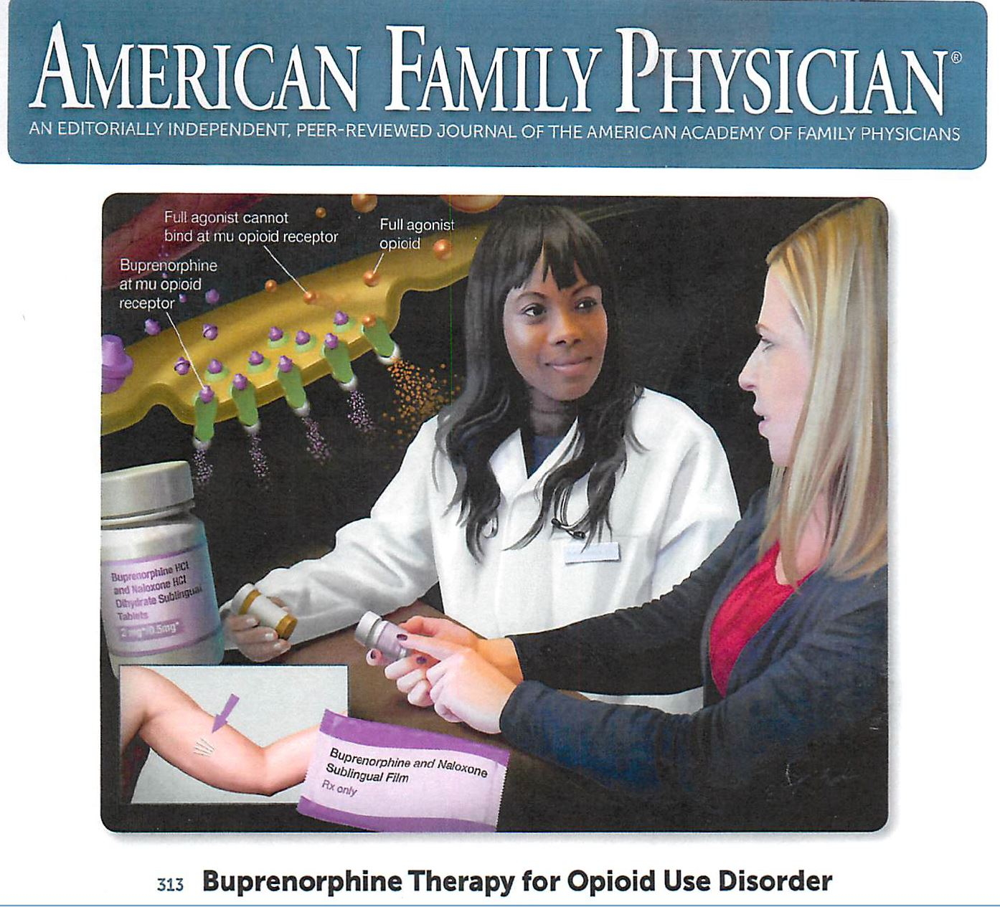 AMERICAN FAMILY PHYSICIAN®
AN EDITORIALLY INDEPENDENT, PEER-REVIEWED JOURNAL OF THE AMERICAN ACADEMY OF FAMILY PHYSICIANS
Full agonist cannot
bind at mu opioid receptor
Full agonist
opioid
Buprenorphine
at mu opioid
receptor
Buprenorphine HCl
and Naloxone HCl
Dihydrate Sublingual
Tablets
2 mg*/0.5mg*
Buprenorphine and Naloxone
Sublingual Film
Rx only
313 Buprenorphine Therapy for Opioid Use Disorder